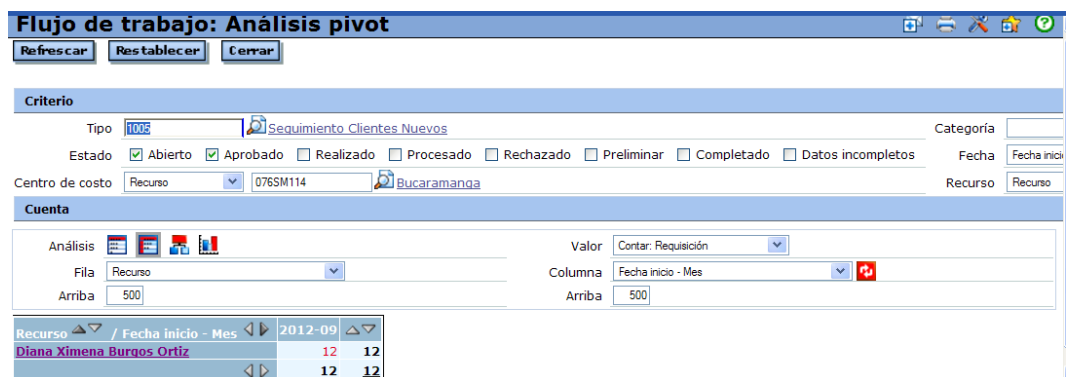 Flujo de trabajo: Análisis pivot
Refrescar Restablecer Cerrar
Criterio
Tipo 1005 Seguimiento Clientes Nuevos Categoría
Estado Abierto Aprobado Realizado Procesado Rechazado Preliminar Completado Datos incompletos Fecha Fecha inici
Centro de costo Recurso 076SM114 Bucaramanga Recurso Recurso
Cuenta
Análisis Valor Contar: Requisición
Fila Recurso Columna Fecha inicio - Mes
Arriba 500 Arriba 500
Recurso / Fecha inicio - Mes 2012-09
Diana Ximena Burgos Ortiz 12 12
12 12